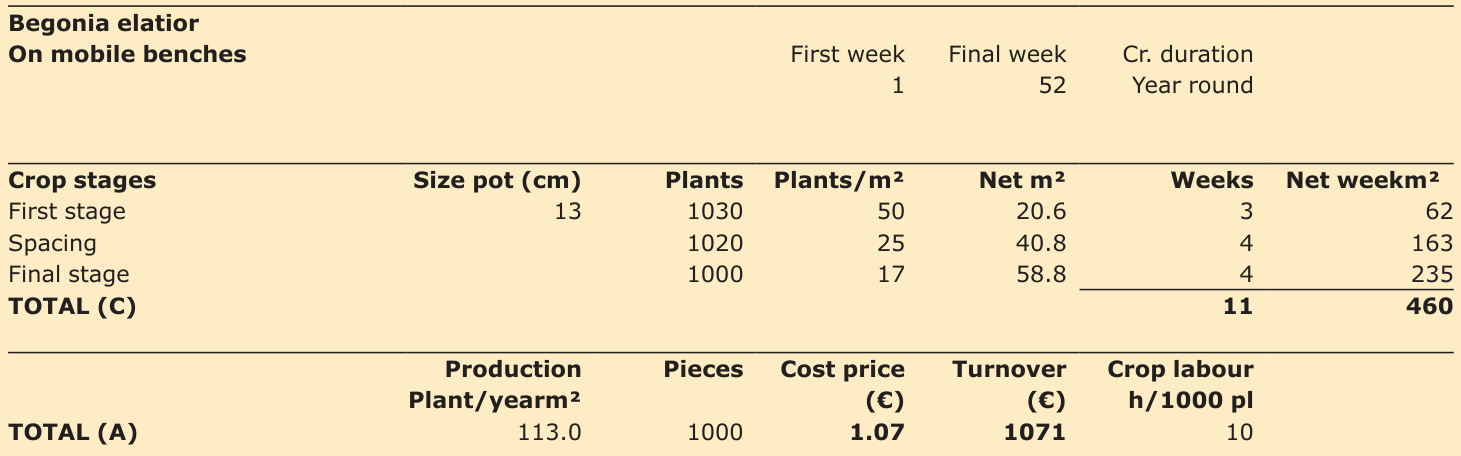 Begonia elatior
On mobile benches First week Final week Cr. duration
1 52 Year round
Crop stages Size pot (cm) Plants Plants/m² Net m² Weeks Net weekm²
First stage 13 1030 50 20.6 3 62
Spacing 1020 25 40.8 4 163
Final stage 1000 17 58.8 4 235
TOTAL (C) 11 460
Production Pieces Cost price Turnover Crop labour
Plant/yearm² (€) (€) h/1000 pl
TOTAL (A) 113.0 1000 1.07 1071 10